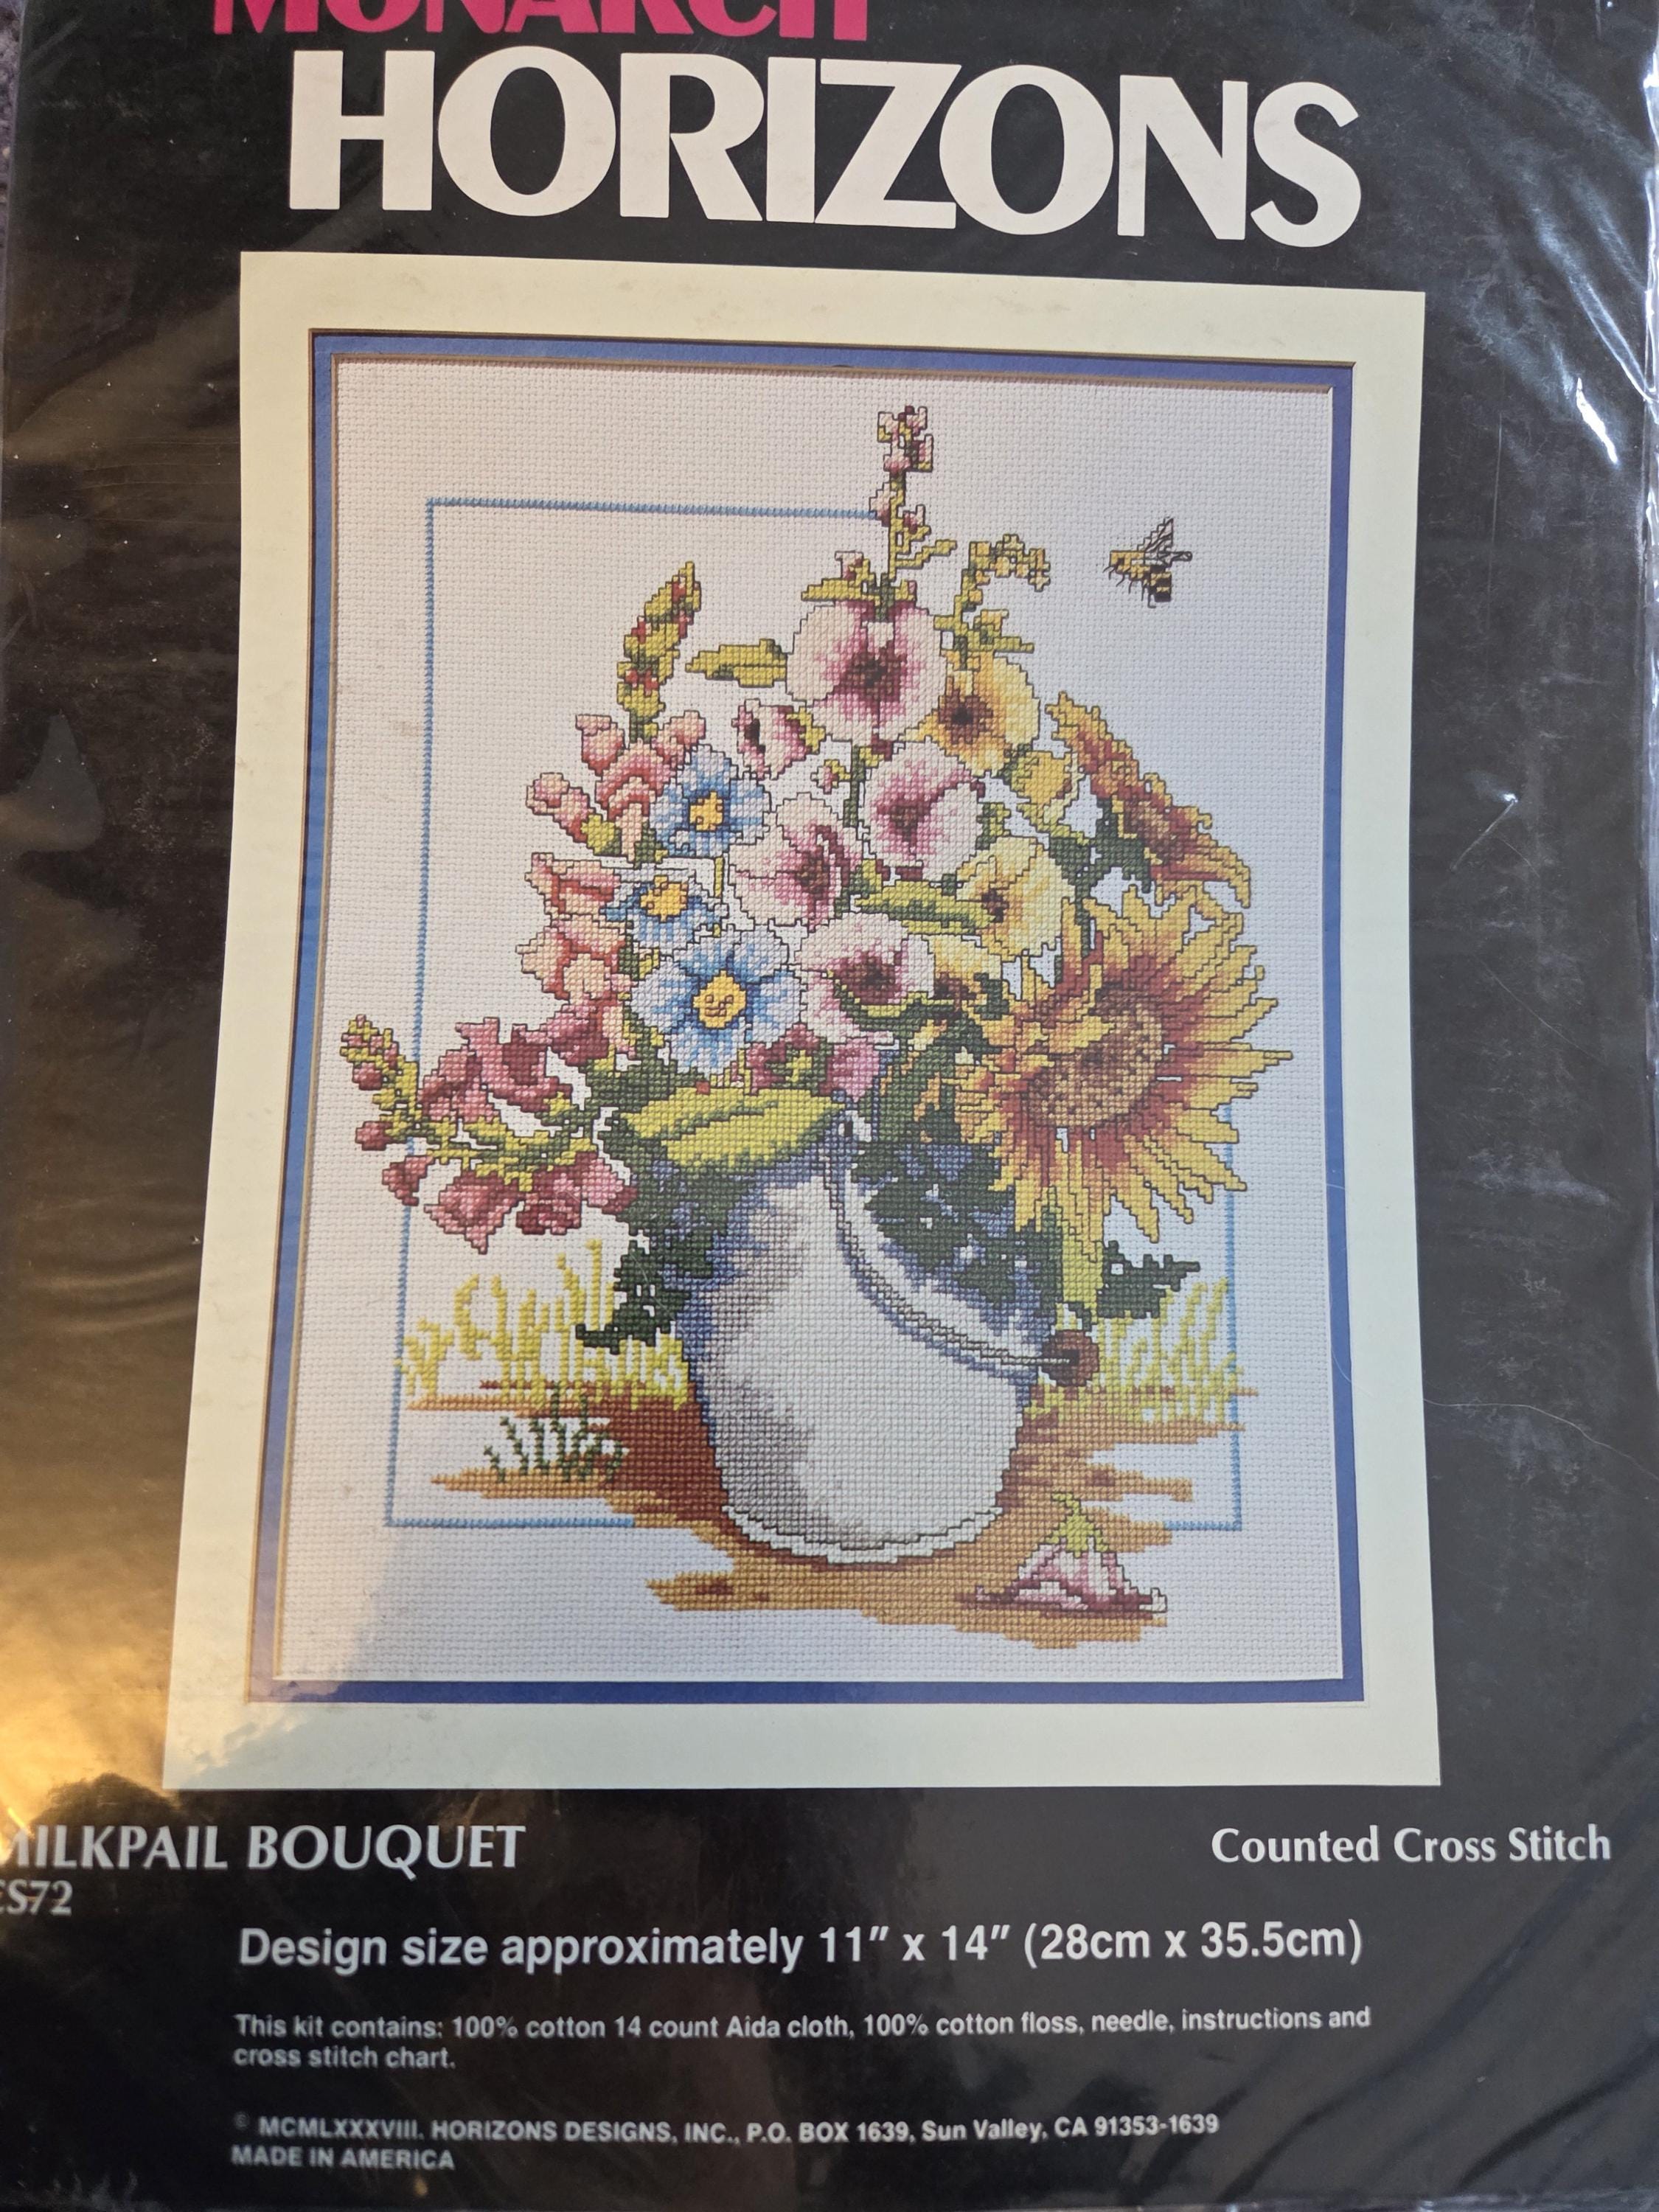 MONARCH
HORIZONS
MILKPAIL BOUQUET
Counted Cross Stitch
ES72
Design size approximately 11" x 14" (28cm x 35.5cm)
This kit contains: 100% cotton 14 count Aida cloth, 100% cotton floss, needle, instructions and
cross stitch chart.
© MCMLXXXVIII. HORIZONS DESIGNS, INC., P.O. BOX 1639, Sun Valley, CA 91353-1639
MADE IN AMERICA